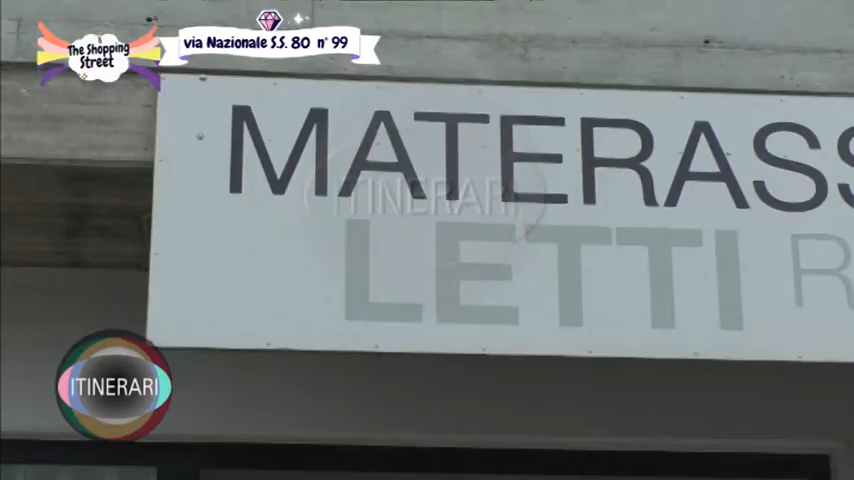 The Shopping
Street
via Nazionale S.S. 80 n° 99
MATERASS
ITINERARI
LETTI R
ITINERARI